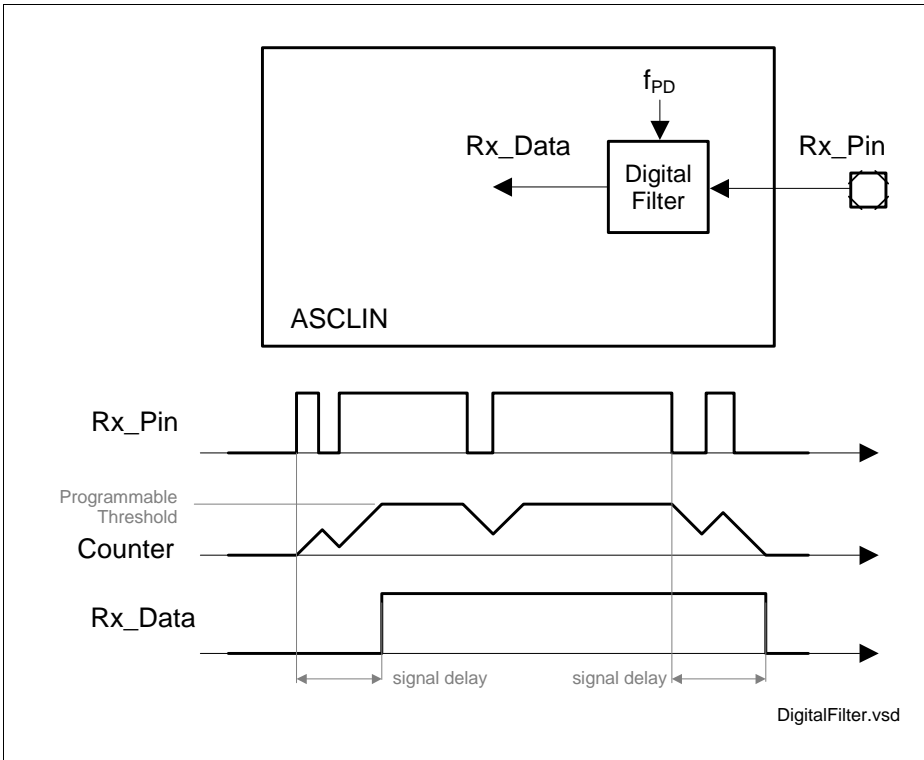 f_PD
Rx_Data
Rx_Pin
Digital
Filter
ASCLIN
Rx_Pin
Programmable
Threshold
Counter
Rx_Data
signal delay
signal delay
DigitalFilter.vsd